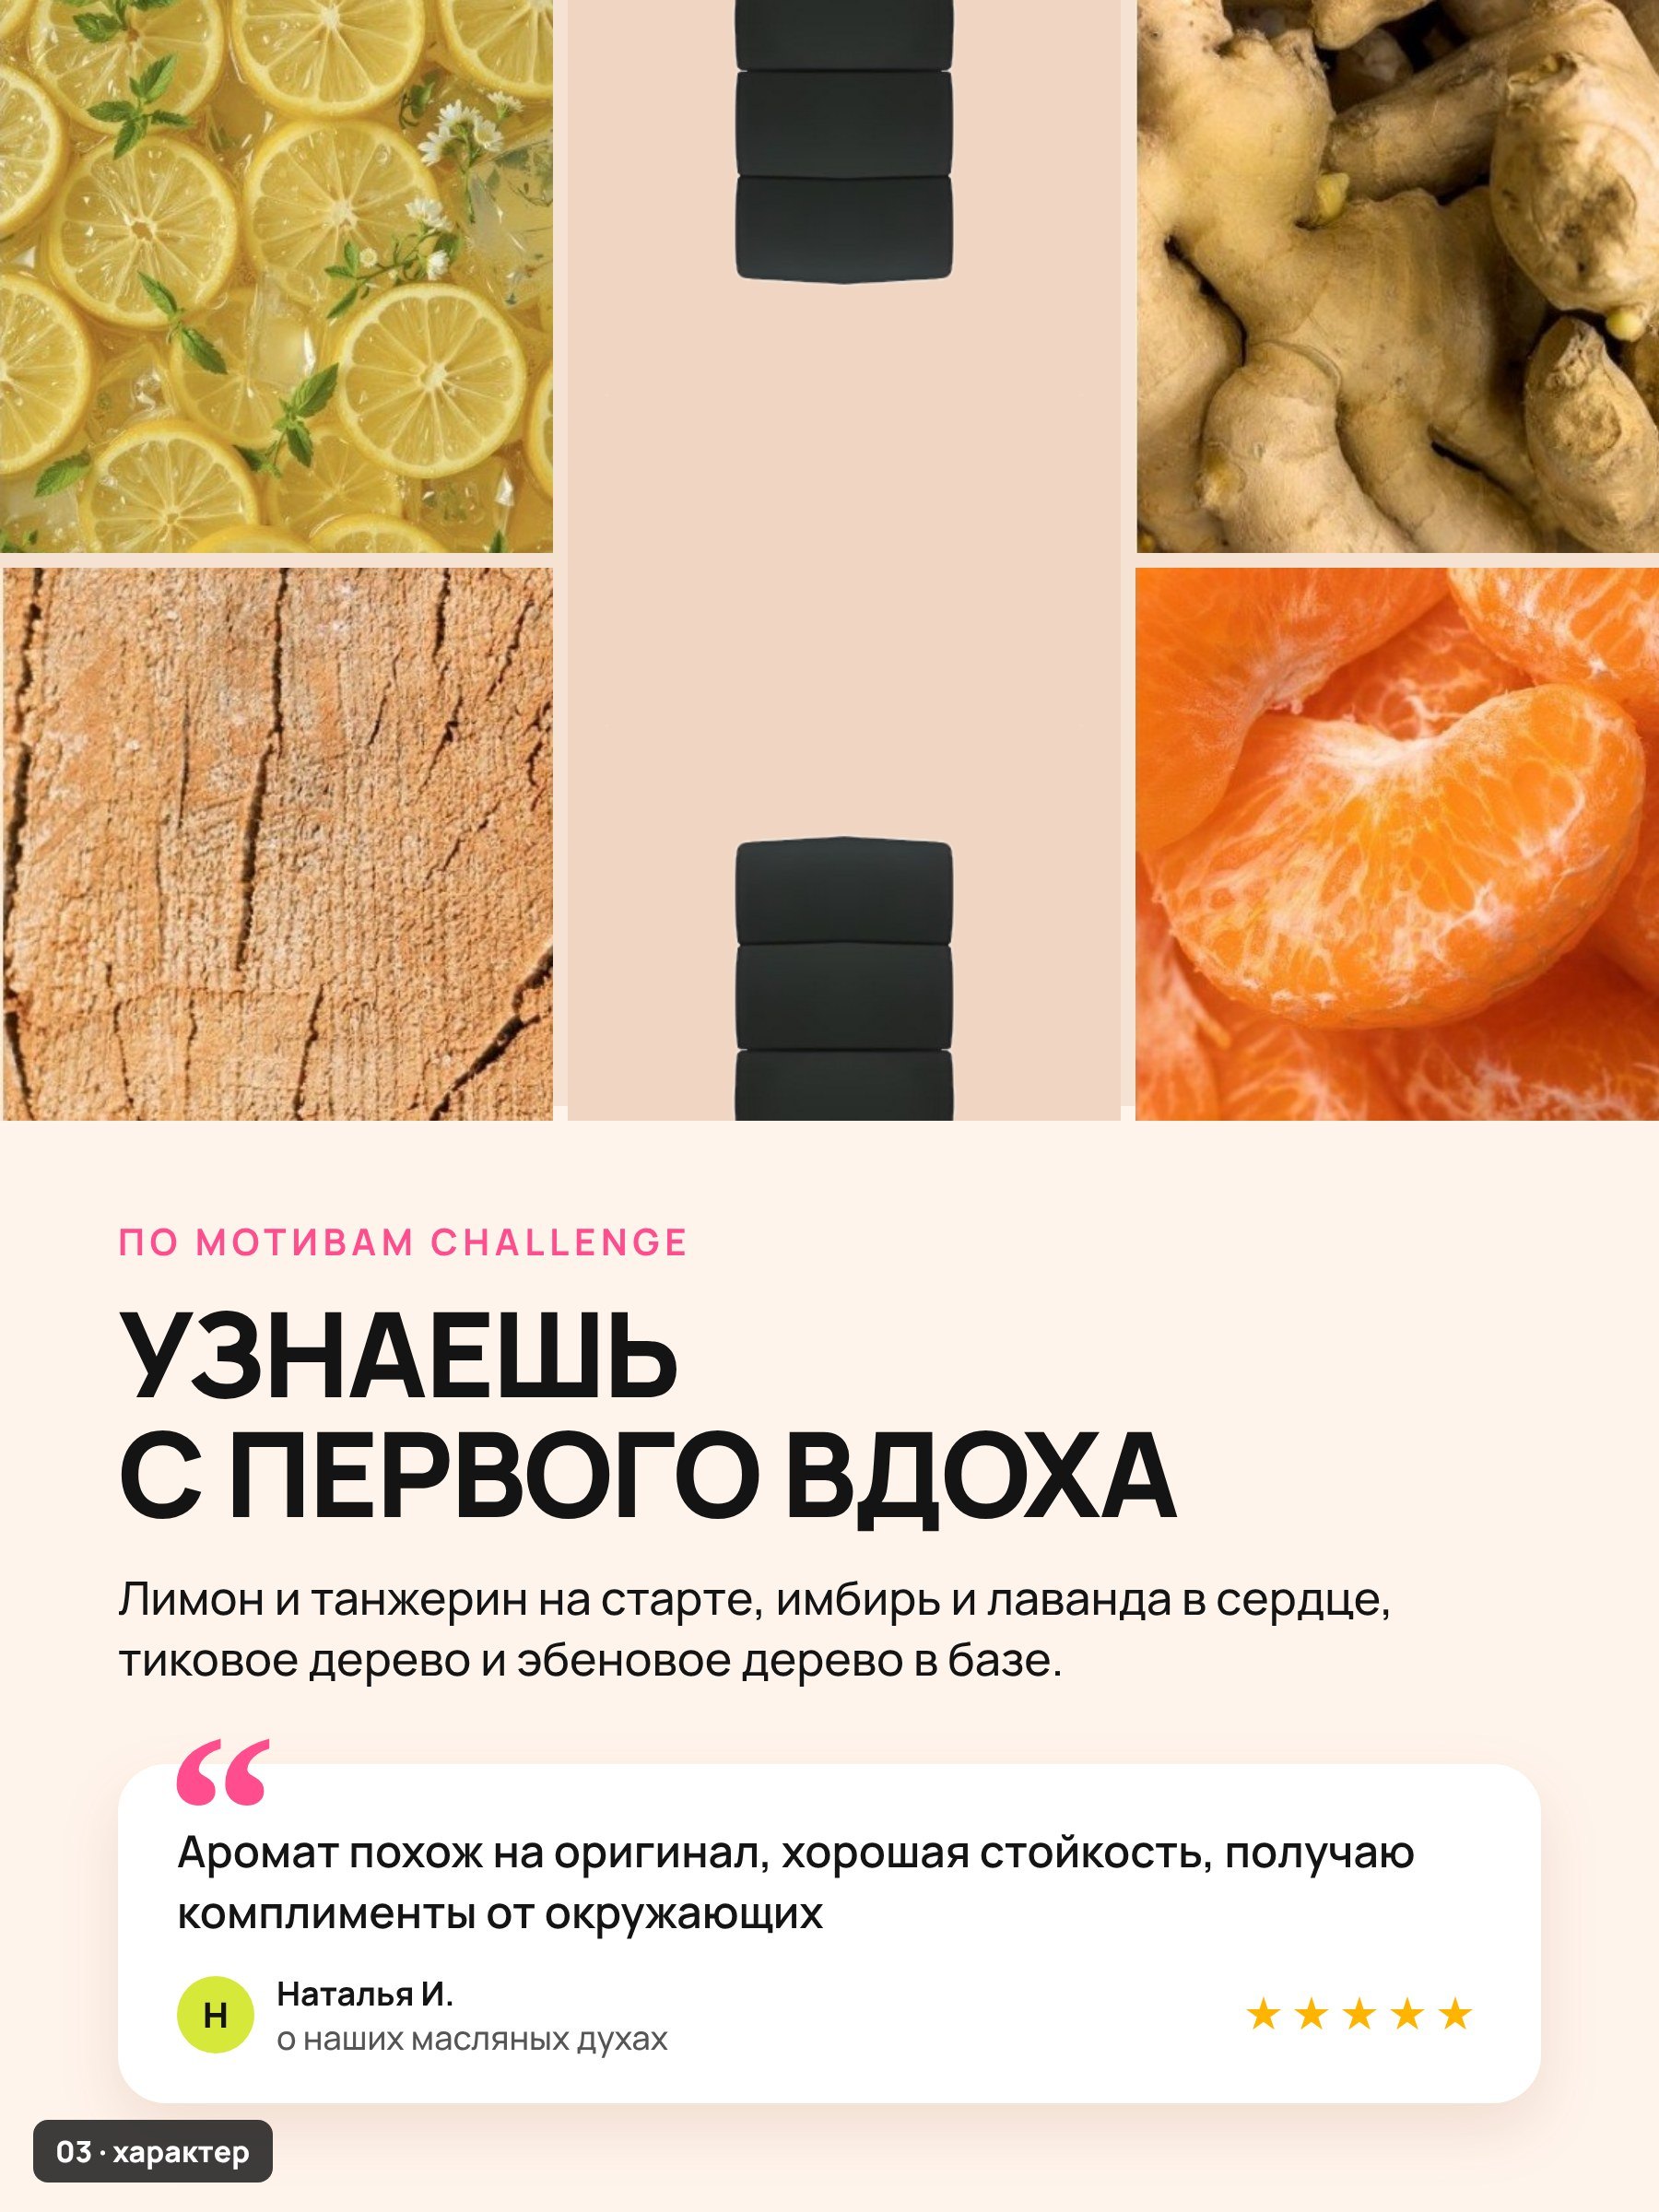 ПО МОТИВАМ CHALLENGE
УЗНАЕШЬ
С ПЕРВОГО ВДОХА
Лимон и танжерин на старте, имбирь и лаванда в сердце,
тиковое дерево и эбеновое дерево в базе.
“
Аромат похож на оригинал, хорошая стойкость, получаю
комплименты от окружающих
Н
Наталья И.
о наших масляных духах
★★★★★
03 · характер